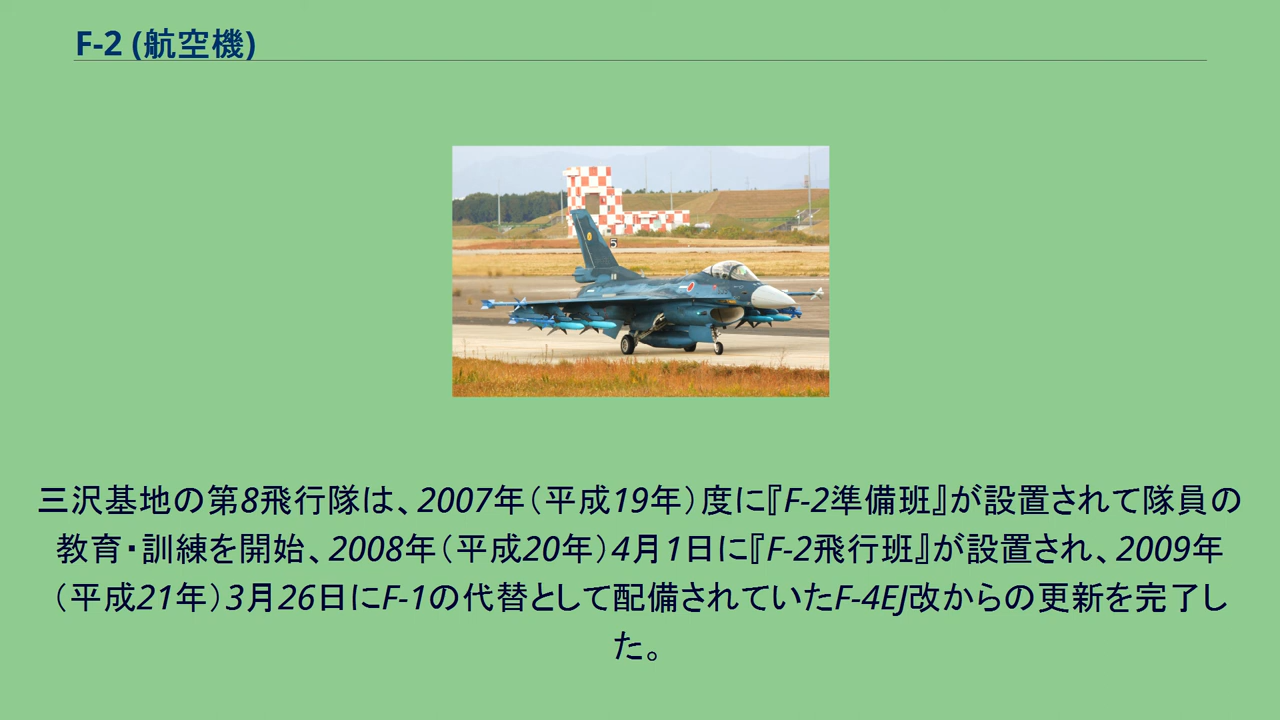 F-2 (航空機)
5
三沢基地の第8飛行隊は、2007年（平成19年）度に『F-2準備班』が設置されて隊員の
教育・訓練を開始、2008年（平成20年）4月1日に『F-2飛行班』が設置され、2009年
（平成21年）3月26日にF-1の代替として配備されていたF-4EJ改からの更新を完了し
た。